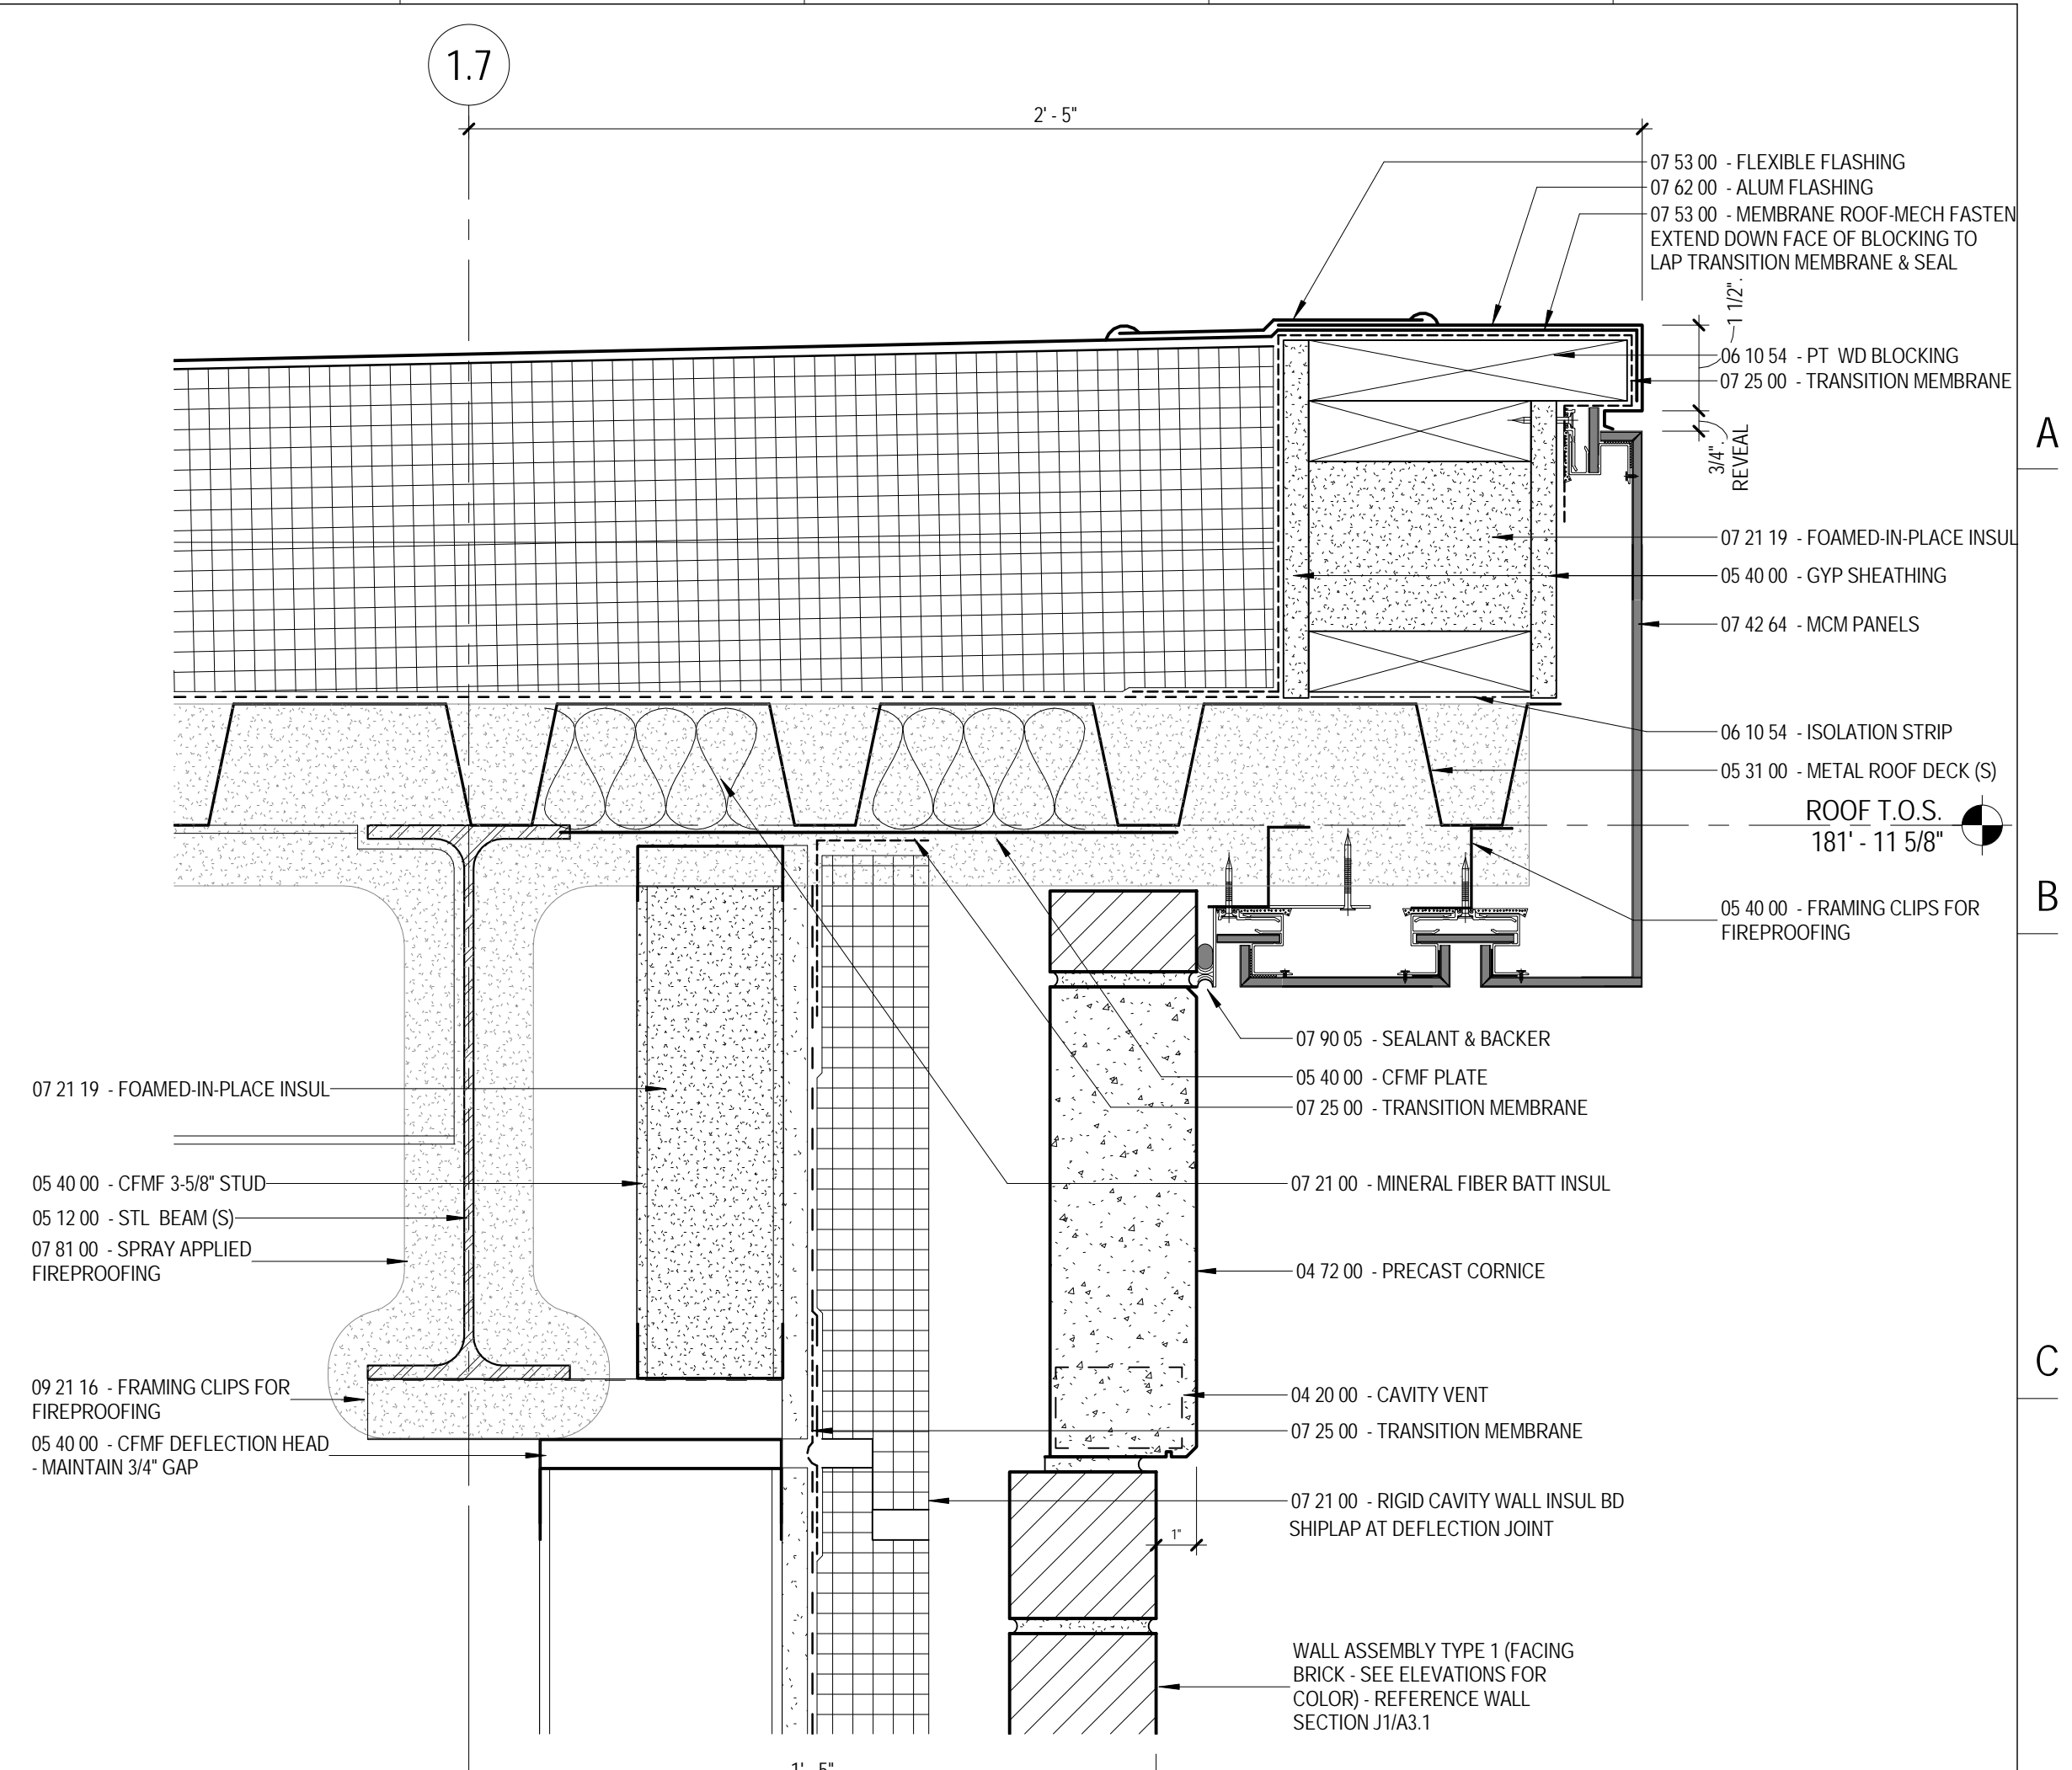 1.7
2' - 5"
07 53 00 - FLEXIBLE FLASHING
07 62 00 - ALUM FLASHING
07 53 00 - MEMBRANE ROOF-MECH FASTEN
EXTEND DOWN FACE OF BLOCKING TO
LAP TRANSITION MEMBRANE & SEAL
1 1/2"
06 10 54 - PT WD BLOCKING
07 25 00 - TRANSITION MEMBRANE
3/4"
REVEAL
A
07 21 19 - FOAMED-IN-PLACE INSUL
05 40 00 - GYP SHEATHING
07 42 64 - MCM PANELS
06 10 54 - ISOLATION STRIP
05 31 00 - METAL ROOF DECK (S)
ROOF T.O.S.
181' - 11 5/8"
B
05 40 00 - FRAMING CLIPS FOR
FIREPROOFING
07 90 05 - SEALANT & BACKER
05 40 00 - CFMF PLATE
07 25 00 - TRANSITION MEMBRANE
07 21 00 - MINERAL FIBER BATT INSUL
04 72 00 - PRECAST CORNICE
C
04 20 00 - CAVITY VENT
07 25 00 - TRANSITION MEMBRANE
07 21 00 - RIGID CAVITY WALL INSUL BD
SHIPLAP AT DEFLECTION JOINT
1"
WALL ASSEMBLY TYPE 1 (FACING
BRICK - SEE ELEVATIONS FOR
COLOR) - REFERENCE WALL
SECTION J1/A3.1
07 21 19 - FOAMED-IN-PLACE INSUL
05 40 00 - CFMF 3-5/8" STUD
05 12 00 - STL BEAM (S)
07 81 00 - SPRAY APPLIED
FIREPROOFING
09 21 16 - FRAMING CLIPS FOR
FIREPROOFING
05 40 00 - CFMF DEFLECTION HEAD
- MAINTAIN 3/4" GAP
1' - 5"